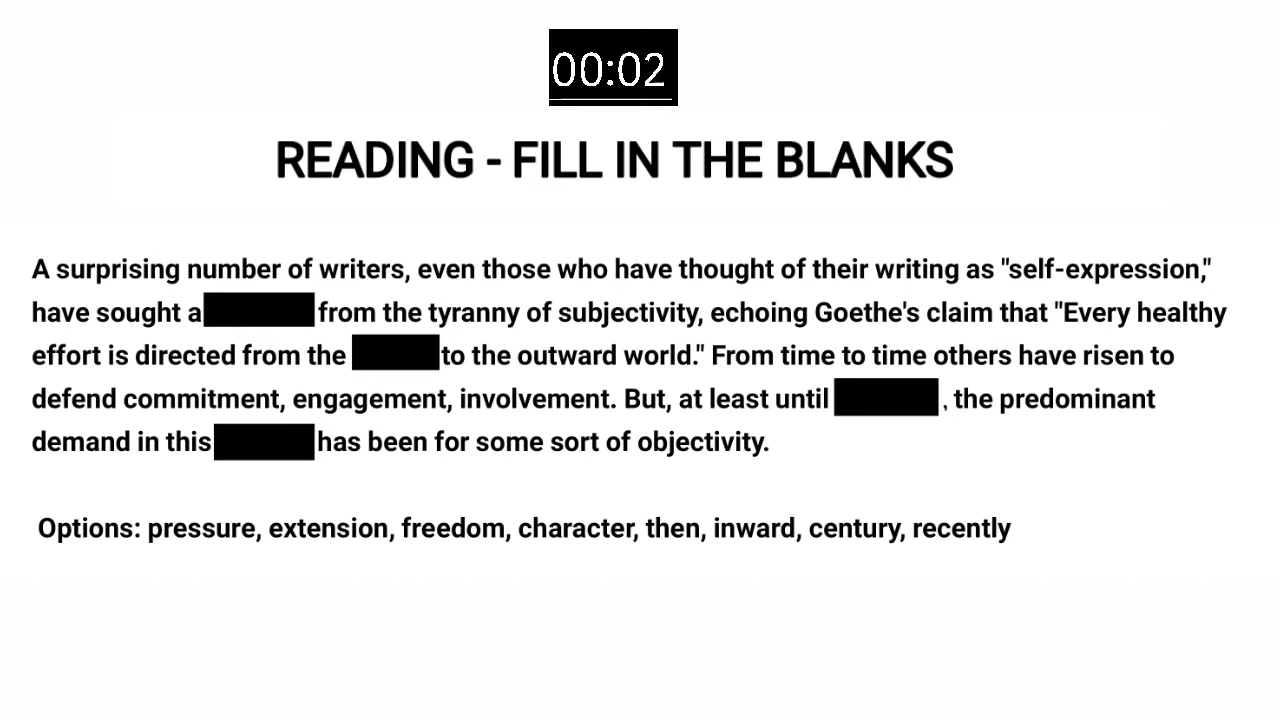 00:02
READING - FILL IN THE BLANKS
A surprising number of writers, even those who have thought of their writing as "self-expression,"
have sought a from the tyranny of subjectivity, echoing Goethe's claim that "Every healthy
effort is directed from the to the outward world." From time to time others have risen to
defend commitment, engagement, involvement. But, at least until , the predominant
demand in this has been for some sort of objectivity.
Options: pressure, extension, freedom, character, then, inward, century, recently